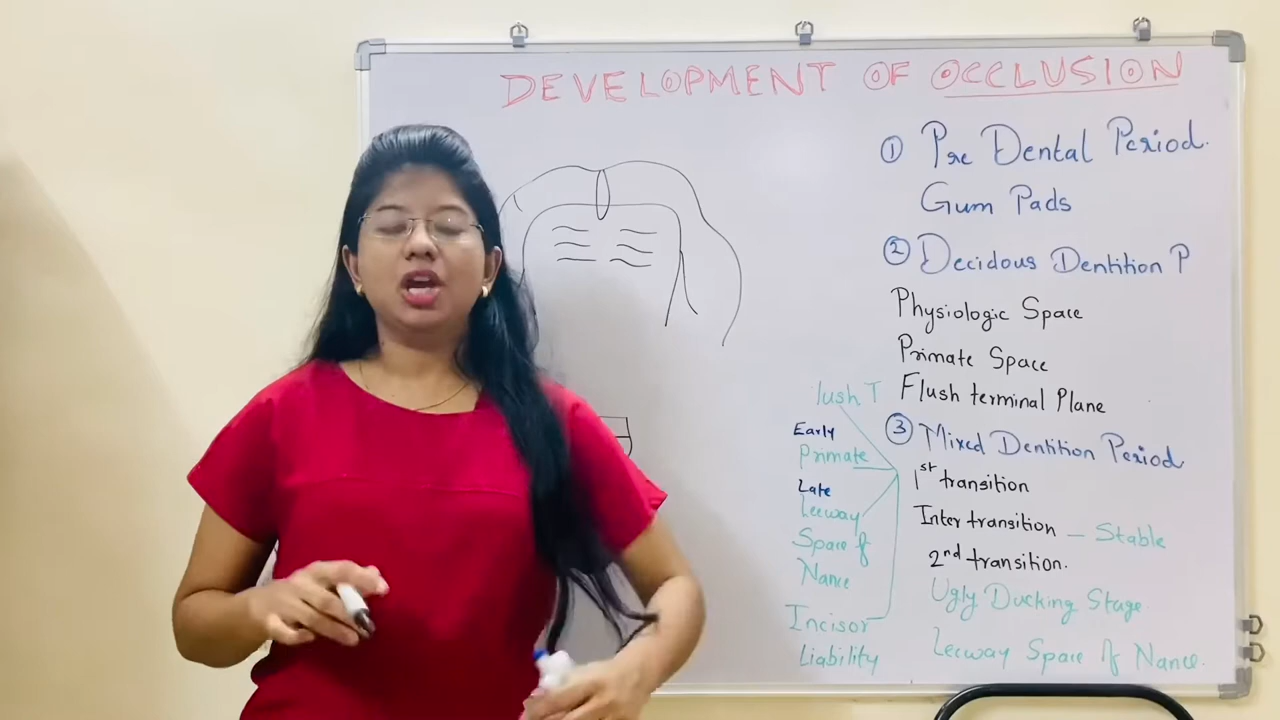 DEVELOPMENT OF OCCLUSION
① Pre Dental Period.
Gum Pads
② Decidous Dentition P
Physiologic Space
Primate Space
Flush terminal Plane
③ Mixed Dentition Period
1st transition
Inter transition - Stable
2nd transition.
Ugly Ducking Stage
Leeway Space of Nance.
lush T
Early
Primate
Late
Leeway
Space of
Nance
Incisor
Liability